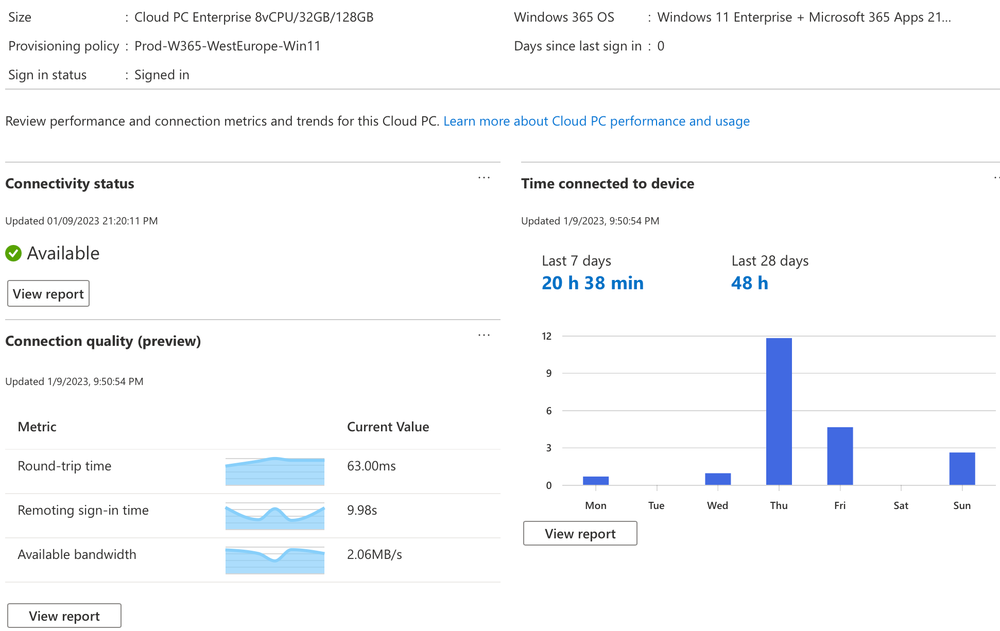 Size : Cloud PC Enterprise 8vCPU/32GB/128GB
Windows 365 OS : Windows 11 Enterprise + Microsoft 365 Apps 21...
Provisioning policy : Prod-W365-WestEurope-Win11
Days since last sign in : 0
Sign in status : Signed in
Review performance and connection metrics and trends for this Cloud PC. Learn more about Cloud PC performance and usage
Connectivity status
Updated 01/09/2023 21:20:11 PM
Available
View report
Connection quality (preview)
Updated 1/9/2023, 9:50:54 PM
Metric Current Value
Round-trip time 63.00ms
Remoting sign-in time 9.98s
Available bandwidth 2.06MB/s
View report
Time connected to device
Updated 1/9/2023, 9:50:54 PM
Last 7 days Last 28 days
20 h 38 min 48 h
12
9
6
3
0
Mon Tue Wed Thu Fri Sat Sun
View report